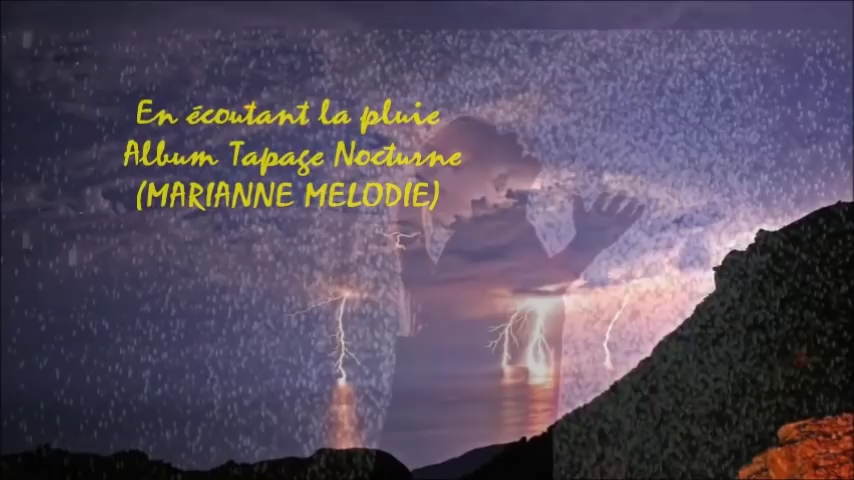 En écoutant la pluie
Album Tapage Nocturne
(MARIANNE MELODIE)